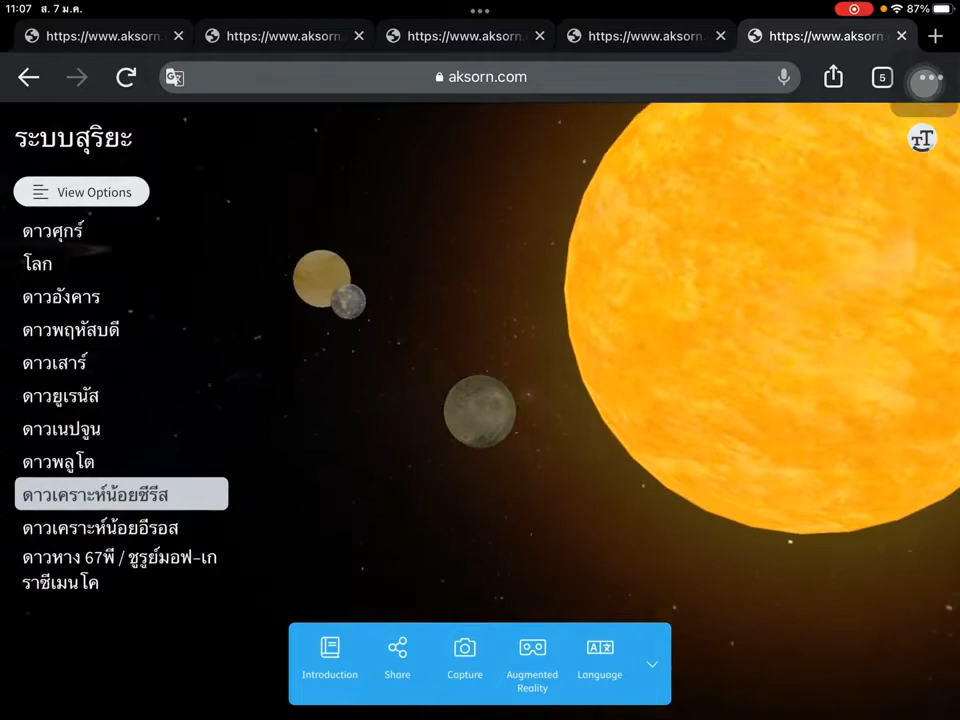 11:07 ส. 7 ม.ค.
87%
https://www.aksorn.
https://www.aksorn.
https://www.aksorn.
https://www.aksorn.
https://www.aksorn.
aksorn.com
5
ระบบสุริยะ
TT
View Options
ดาวศุกร์
โลก
ดาวอังคาร
ดาวพฤหัสบดี
ดาวเสาร์
ดาวยูเรนัส
ดาวเนปจูน
ดาวพลูโต
ดาวเคราะห์น้อยซีรีส
ดาวเคราะห์น้อยอีรอส
ดาวหาง 67พี / ชูรูย์มอฟ-เก
ราซีเมนโค
Introduction
Share
Capture
Augmented
Reality
Language